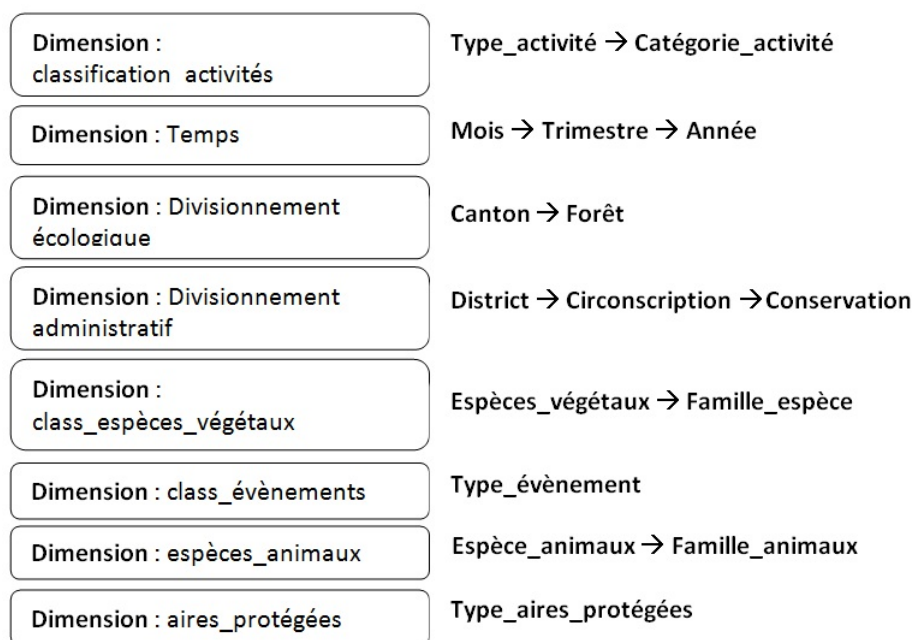 Dimension :
classification activités
Type_activité → Catégorie_activité
Dimension : Temps
Mois → Trimestre → Année
Dimension : Divisionnement
écologique
Canton → Forêt
Dimension : Divisionnement
administratif
District → Circonscription →Conservation
Dimension :
class_espèces_végétaux
Espèces_végétaux → Famille_espèce
Dimension : class_évènements
Type_évènement
Dimension : espèces_animaux
Espèce_animaux → Famille_animaux
Dimension : aires_protégées
Type_aires_protégées